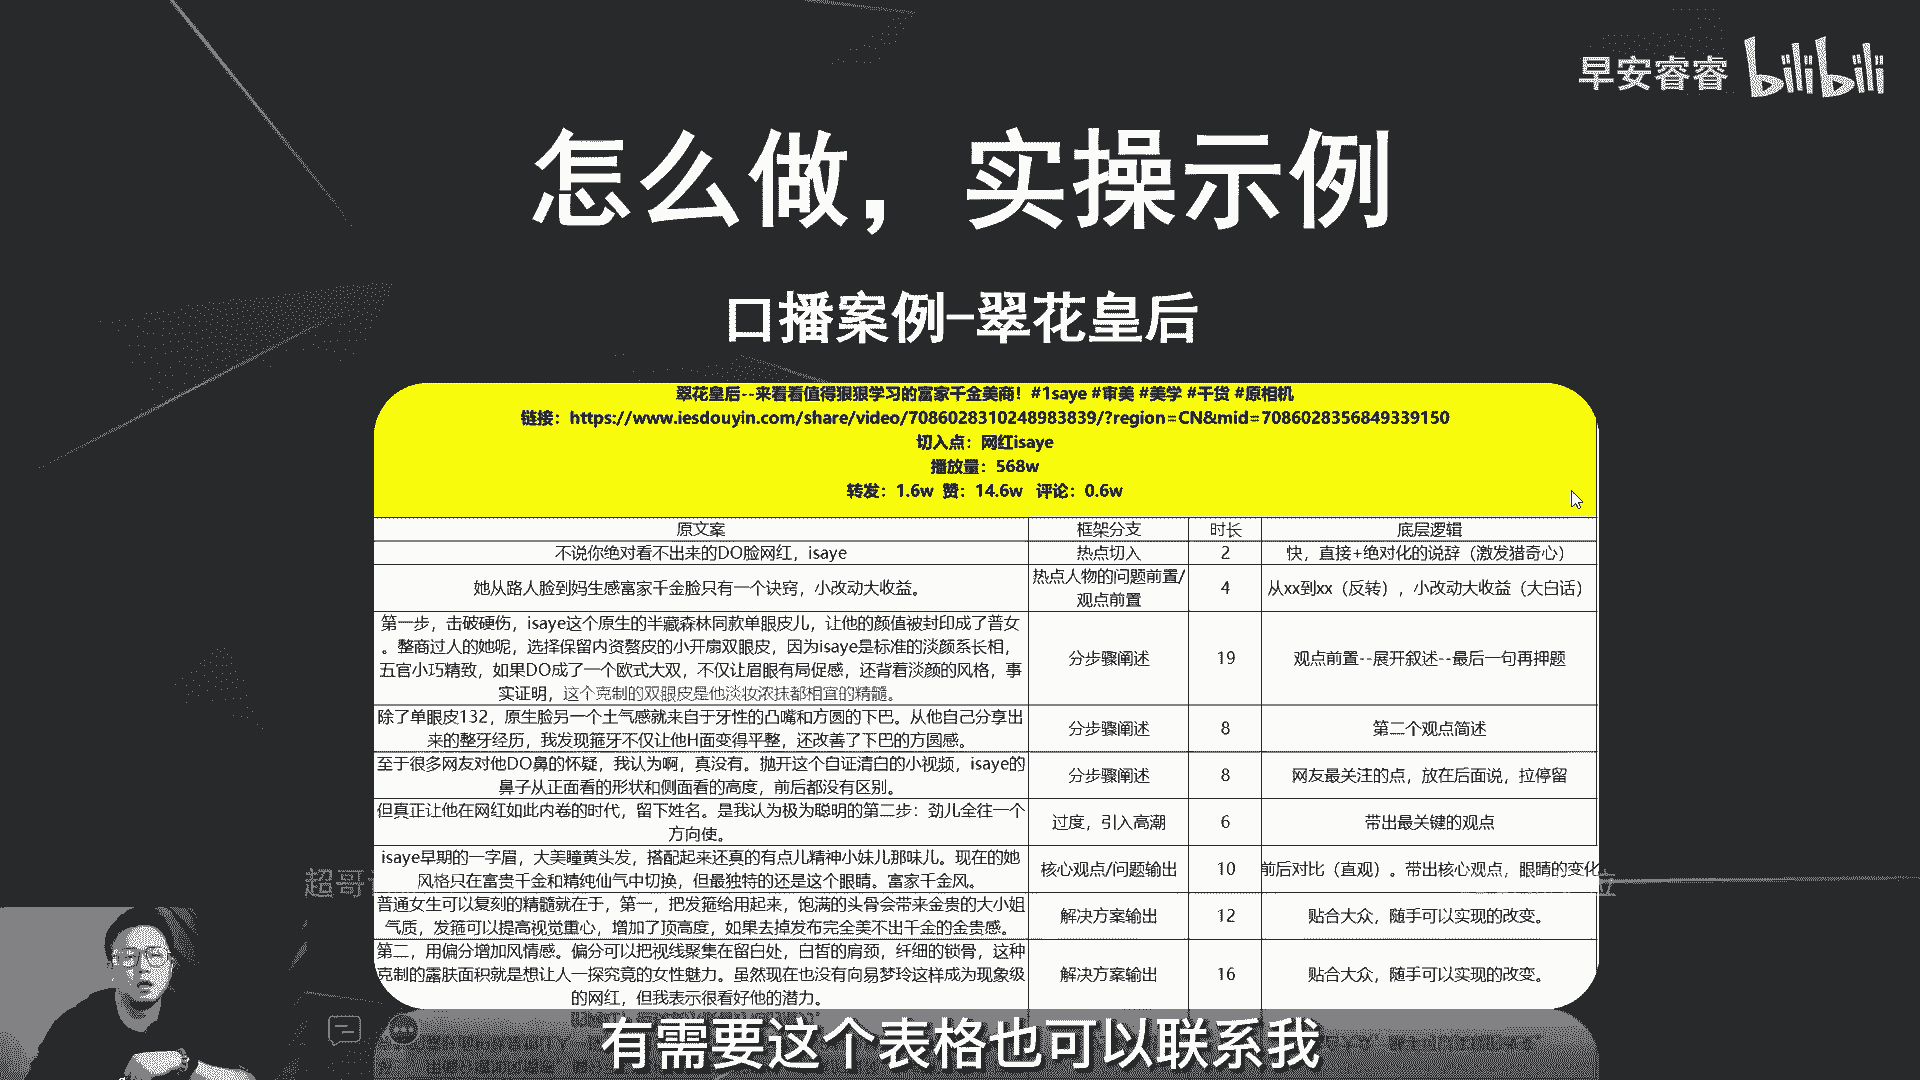 早安睿睿 bilibili
怎么做，实操示例
口播案例-翠花皇后
翠花皇后--来看看值得狠狠学习的富家千金美商！#1saye #审美 #美学 #干货 #原相机
链接：https://www.iesdouyin.com/share/video/7086028310248983839/?region=CN&mid=7086028356849339150
切入点：网红isaye
播放量：568w
转发：1.6w 赞：14.6w 评论：0.6w
原文案 框架分支 时长 底层逻辑
不说你绝对看不出来的DO脸网红，isaye 热点切入 2 快，直接+绝对化的说辞（激发猎奇心）
她从路人脸到妈生感富家千金脸只有一个诀窍，小改动大收益。 热点人物的问题前置/
观点前置 4 从xx到xx（反转），小改动大收益（大白话）
第一步，击破硬伤，isaye这个原生的半藏森林同款单眼皮儿，让他的颜值被封印成了普女
。整商过人的她呢，选择保留内资赘皮的小开扇双眼皮，因为isaye是标准的淡颜系长相，
五官小巧精致，如果DO成了一个欧式大双，不仅让眉眼有局促感，还背着淡颜的风格，事
实证明，这个克制的双眼皮是他淡妆浓抹都相宜的精髓。 分步骤阐述 19 观点前置--展开叙述--最后一句再押题
除了单眼皮132，原生脸另一个土气感就来自于牙性的凸嘴和方圆的下巴。从他自己分享出
来的整牙经历，我发现箍牙不仅让他H面变得平整，还改善了下巴的方圆感。 分步骤阐述 8 第二个观点简述
至于很多网友对他DO鼻的怀疑，我认为啊，真没有。抛开这个自证清白的小视频，isaye的
鼻子从正面看的形状和侧面看的高度，前后都没有区别。 分步骤阐述 8 网友最关注的点，放在后面说，拉停留
但真正让他在网红如此内卷的时代，留下姓名。是我认为极为聪明的第二步：劲儿全往一个
方向使。 过度，引入高潮 6 带出最关键的观点
isaye早期的一字眉，大美瞳黄头发，搭配起来还真的有点儿精神小妹儿那味儿。现在的她
风格只在富贵千金和精纯仙气中切换，但最独特的还是这个眼睛。富家千金风。 核心观点/问题输出 10 前后对比（直观）。带出核心观点，眼睛的变化
普通女生可以复刻的精髓就在于，第一，把发箍给用起来，饱满的头骨会带来金贵的大小姐
气质，发箍可以提高视觉重心，增加了顶高度，如果去掉发布完全美不出千金的金贵感。 解决方案输出 12 贴合大众，随手可以实现的改变。
第二，用偏分增加风情感。偏分可以把视线聚集在留白处，白皙的肩颈，纤细的锁骨，这种
克制的露肤面积就是想让人一探究竟的女性魅力。虽然现在也没有向易梦玲这样成为现象级
的网红，但我表示很看好他的潜力。 解决方案输出 16 贴合大众，随手可以实现的改变。
超哥
位
有需要这个表格也可以联系我